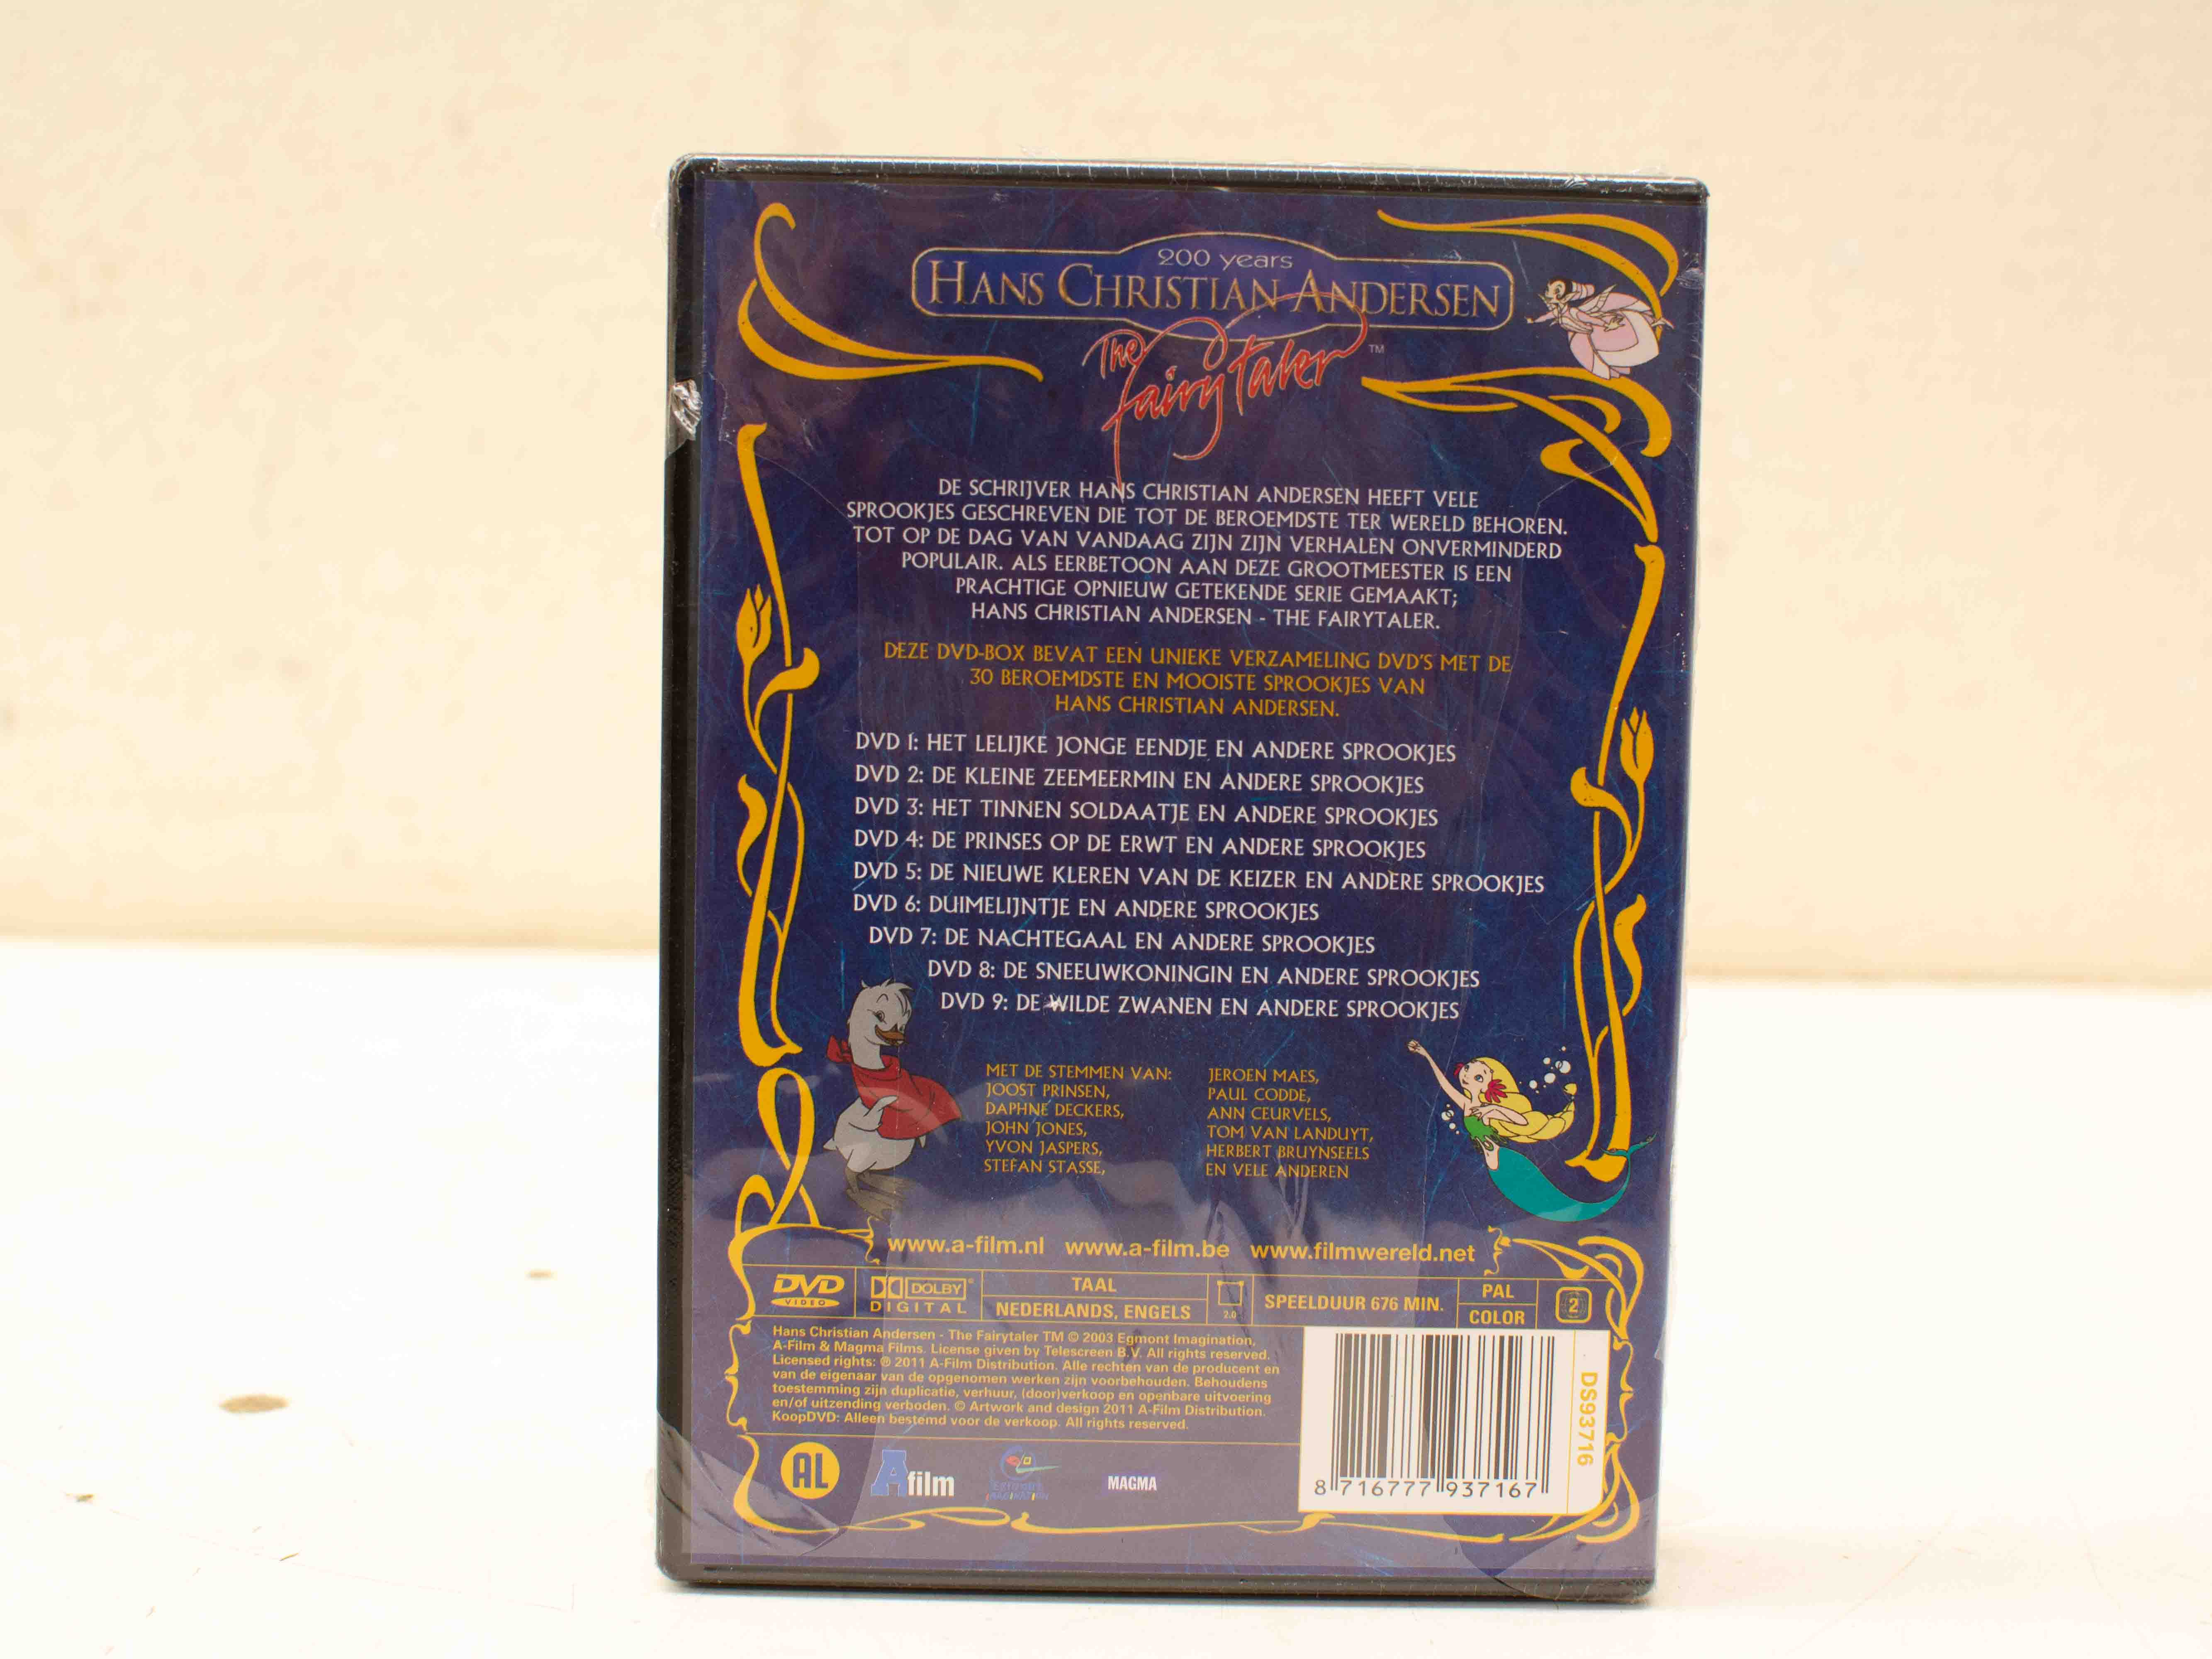 200 years
HANS CHRISTIAN ANDERSEN
The Fairytaler ™
DE SCHRIJVER HANS CHRISTIAN ANDERSEN HEEFT VELE
SPROOKJES GESCHREVEN DIE TOT DE BEROEMDSTE TER WERELD BEHOREN.
TOT OP DE DAG VAN VANDAAG ZIJN ZIJN VERHALEN ONVERMINDERD
POPULAIR. ALS EERBETOON AAN DEZE GROOTMEESTER IS EEN
PRACHTIGE OPNIEUW GETEKENDE SERIE GEMAAKT;
HANS CHRISTIAN ANDERSEN - THE FAIRYTALER.
DEZE DVD-BOX BEVAT EEN UNIEKE VERZAMELING DVD'S MET DE
30 BEROEMDSTE EN MOOISTE SPROOKJES VAN
HANS CHRISTIAN ANDERSEN.
DVD 1: HET LELIJKE JONGE EENDJE EN ANDERE SPROOKJES
DVD 2: DE KLEINE ZEEMEERMIN EN ANDERE SPROOKJES
DVD 3: HET TINNEN SOLDAATJE EN ANDERE SPROOKJES
DVD 4: DE PRINSES OP DE ERWT EN ANDERE SPROOKJES
DVD 5: DE NIEUWE KLEREN VAN DE KEIZER EN ANDERE SPROOKJES
DVD 6: DUIMELIJNTJE EN ANDERE SPROOKJES
DVD 7: DE NACHTEGAAL EN ANDERE SPROOKJES
DVD 8: DE SNEEUWKONINGIN EN ANDERE SPROOKJES
DVD 9: DE WILDE ZWANEN EN ANDERE SPROOKJES
MET DE STEMMEN VAN:
JOOST PRINSEN,
DAPHNE DECKERS,
JOHN JONES,
YVON JASPERS,
STEFAN STASSE,
JEROEN MAES,
PAUL CODDE,
ANN CEURVELS,
TOM VAN LANDUYT,
HERBERT BRUYNSEELS
EN VELE ANDEREN
www.a-film.nl www.a-film.be www.filmwereld.net
DVD VIDEO
DOLBY DIGITAL
TAAL
NEDERLANDS, ENGELS
2.0
SPEELDUUR 676 MIN.
PAL
COLOR
2
Hans Christian Andersen - The Fairytaler TM © 2003 Egmont Imagination,
A-Film & Magma Films. License given by Telescreen B.V. All rights reserved.
Licensed rights: ® 2011 A-Film Distribution. Alle rechten van de producent en
van de eigenaar van de opgenomen werken zijn voorbehouden. Behoudens
toestemming zijn duplicatie, verhuur, (door)verkoop en openbare uitvoering
en/of uitzending verboden. © Artwork and design 2011 A-Film Distribution.
KoopDVD: Alleen bestemd voor de verkoop. All rights reserved.
AL
A film
EGMONT IMAGINATION
MAGMA
8 716777 937167
DS93716